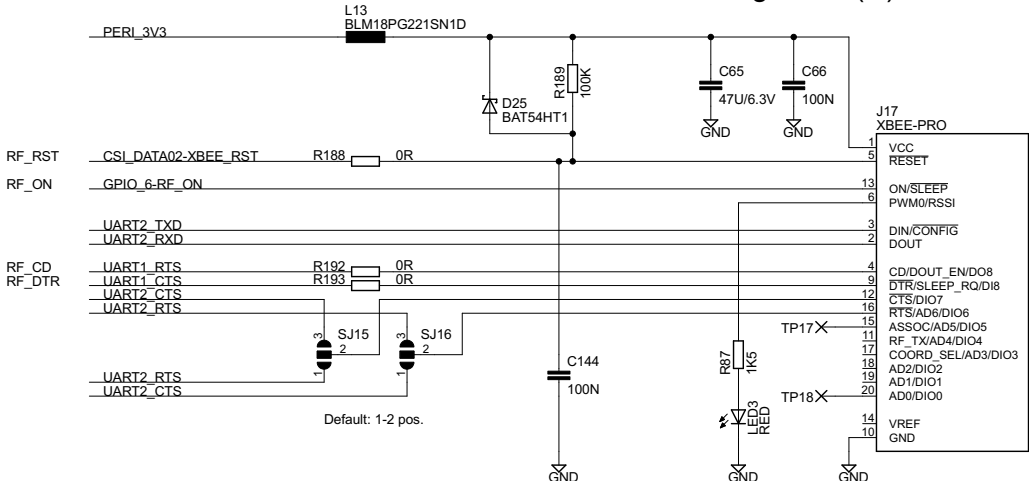 L13
BLM18PG221SN1D
PERI_3V3
R189
100K
D25
BAT54HT1
C65
47U/6.3V
GND
C66
100N
GND
J17
XBEE-PRO
RF_RST CSI_DATA02-XBEE_RST R188 0R
RF_ON GPIO_6-RF_ON
UART2_TXD
UART2_RXD
RF_CD UART1_RTS R192 0R
RF_DTR UART1_CTS R193 0R
UART2_CTS
UART2_RTS
3
SJ15
2
1
3
SJ16
2
1
UART2_RTS
UART2_CTS
Default: 1-2 pos.
C144
100N
GND
R87
1K5
LED3
RED
GND
TP17
TP18
GND
1 VCC
5 RESET
13 ON/SLEEP
6 PWM0/RSSI
3 DIN/CONFIG
2 DOUT
4 CD/DOUT_EN/DO8
9 DTR/SLEEP_RQ/DI8
12 CTS/DIO7
16 RTS/AD6/DIO6
15 ASSOC/AD5/DIO5
11 RF_TX/AD4/DIO4
17 COORD_SEL/AD3/DIO3
18 AD2/DIO2
19 AD1/DIO1
20 AD0/DIO0
14 VREF
10 GND